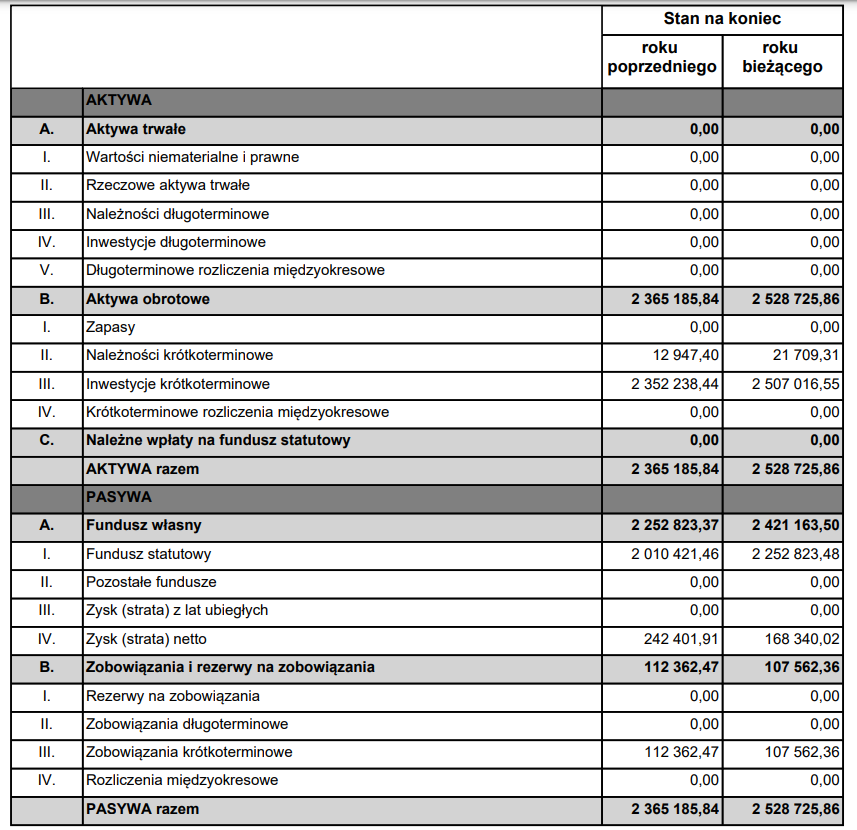 Stan na koniec
roku poprzedniego roku bieżącego
AKTYWA
A. Aktywa trwałe 0,00 0,00
I. Wartości niematerialne i prawne 0,00 0,00
II. Rzeczowe aktywa trwałe 0,00 0,00
III. Należności długoterminowe 0,00 0,00
IV. Inwestycje długoterminowe 0,00 0,00
V. Długoterminowe rozliczenia międzyokresowe 0,00 0,00
B. Aktywa obrotowe 2 365 185,84 2 528 725,86
I. Zapasy 0,00 0,00
II. Należności krótkoterminowe 12 947,40 21 709,31
III. Inwestycje krótkoterminowe 2 352 238,44 2 507 016,55
IV. Krótkoterminowe rozliczenia międzyokresowe 0,00 0,00
C. Należne wpłaty na fundusz statutowy 0,00 0,00
AKTYWA razem 2 365 185,84 2 528 725,86
PASYWA
A. Fundusz własny 2 252 823,37 2 421 163,50
I. Fundusz statutowy 2 010 421,46 2 252 823,48
II. Pozostałe fundusze 0,00 0,00
III. Zysk (strata) z lat ubiegłych 0,00 0,00
IV. Zysk (strata) netto 242 401,91 168 340,02
B. Zobowiązania i rezerwy na zobowiązania 112 362,47 107 562,36
I. Rezerwy na zobowiązania 0,00 0,00
II. Zobowiązania długoterminowe 0,00 0,00
III. Zobowiązania krótkoterminowe 112 362,47 107 562,36
IV. Rozliczenia międzyokresowe 0,00 0,00
PASYWA razem 2 365 185,84 2 528 725,86